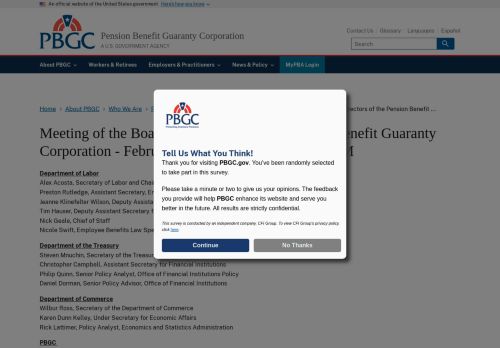 An official website of the United States government Here's how you know
PBGC
Pension Benefit Guaranty Corporation
A U.S. GOVERNMENT AGENCY
Contact Us Glossary Languages Español
Search
About PBGC Workers & Retirees Employers & Practitioners News & Policy MyPBA Login
Home About PBGC Who We Are
irectors of the Pension Benefit ...
Meeting of the Boa
enefit Guaranty
Corporation - Febru
M
PBGC
Protecting America's Pensions
Tell Us What You Think!
Thank you for visiting PBGC.gov. You've been randomly selected
to take part in this survey.
Please take a minute or two to give us your opinions. The feedback
you provide will help PBGC enhance its website and serve you
better in the future. All results are strictly confidential.
This survey is conducted by an independent company, CFI Group. To view CFI Group's privacy policy
click here.
Continue No Thanks
Department of Labor
Alex Acosta, Secretary of Labor and Chai
Preston Rutledge, Assistant Secretary, Em
Jeanne Klinefelter Wilson, Deputy Assista
Tim Hauser, Deputy Assistant Secretary f
Nick Geale, Chief of Staff
Nicole Swift, Employee Benefits Law Spe
Department of the Treasury
Steven Mnuchin, Secretary of the Treasur
Christopher Campbell, Assistant Secretary for Financial Institutions
Philip Quinn, Senior Policy Analyst, Office of Financial Institutions Policy
Daniel Dorman, Senior Policy Advisor, Office of Financial Institutions
Department of Commerce
Wilbur Ross, Secretary of the Department of Commerce
Karen Dunn Kelley, Under Secretary for Economic Affairs
Rick Lattimer, Policy Analyst, Economics and Statistics Administration
PBGC